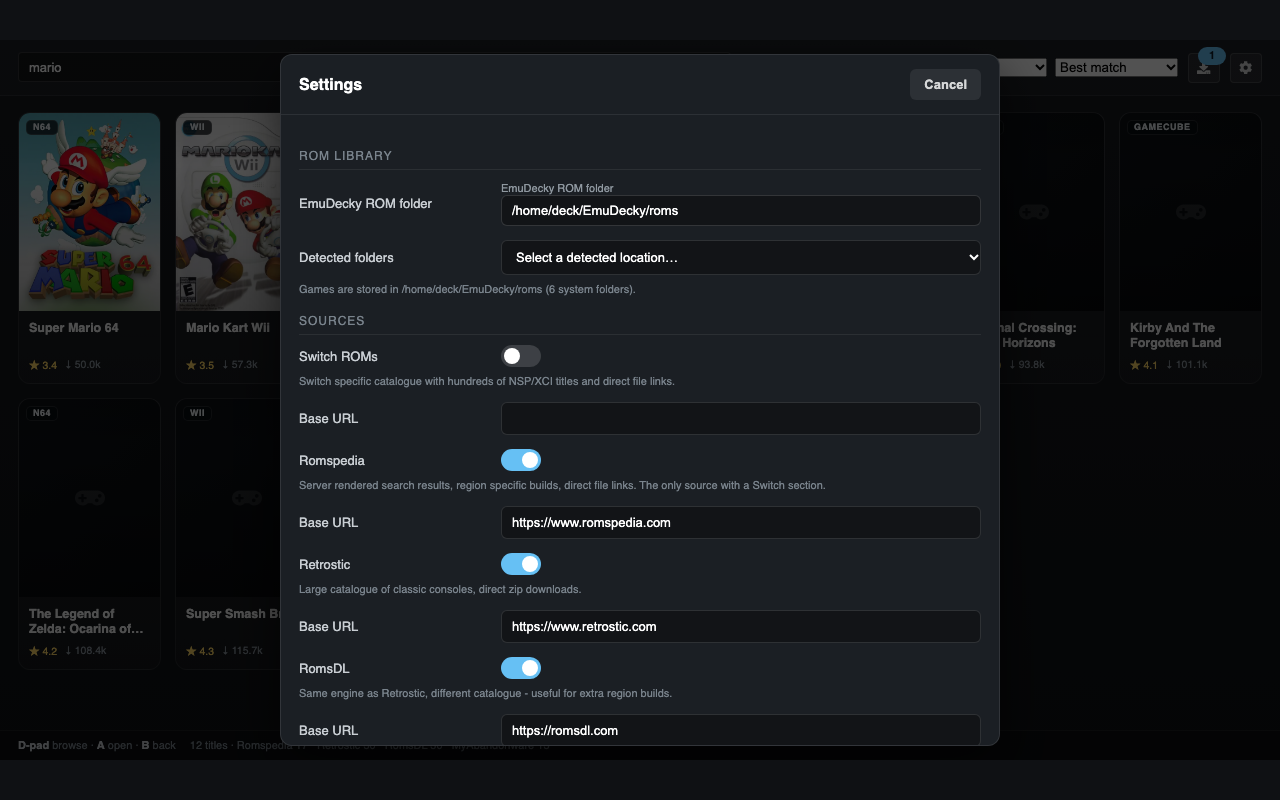 mario
Best match
1
Settings
Cancel
N64
WII
GAMECUBE
MARIO KART
Wii
SUPER
MARIO 64
Super Mario 64
3.4 ↓ 50.0k
Mario Kart Wii
3.5 ↓ 57.3k
nal Crossing:
Horizons
↓ 93.8k
Kirby And The
Forgotten Land
4.1 ↓ 101.1k
ROM LIBRARY
EmuDecky ROM folder
EmuDecky ROM folder
/home/deck/EmuDecky/roms
Detected folders
Select a detected location…
Games are stored in /home/deck/EmuDecky/roms (6 system folders).
SOURCES
Switch ROMs
Switch specific catalogue with hundreds of NSP/XCI titles and direct file links.
Base URL
Romspedia
Server rendered search results, region specific builds, direct file links. The only source with a Switch section.
Base URL
https://www.romspedia.com
Retrostic
Large catalogue of classic consoles, direct zip downloads.
Base URL
https://www.retrostic.com
RomsDL
Same engine as Retrostic, different catalogue - useful for extra region builds.
Base URL
https://romsdl.com
N64
WII
The Legend of
Zelda: Ocarina of…
4.2 ↓ 108.4k
Super Smash B
4.3 ↓ 115.7k
D-pad browse · A open · B back 12 titles · Romspedia